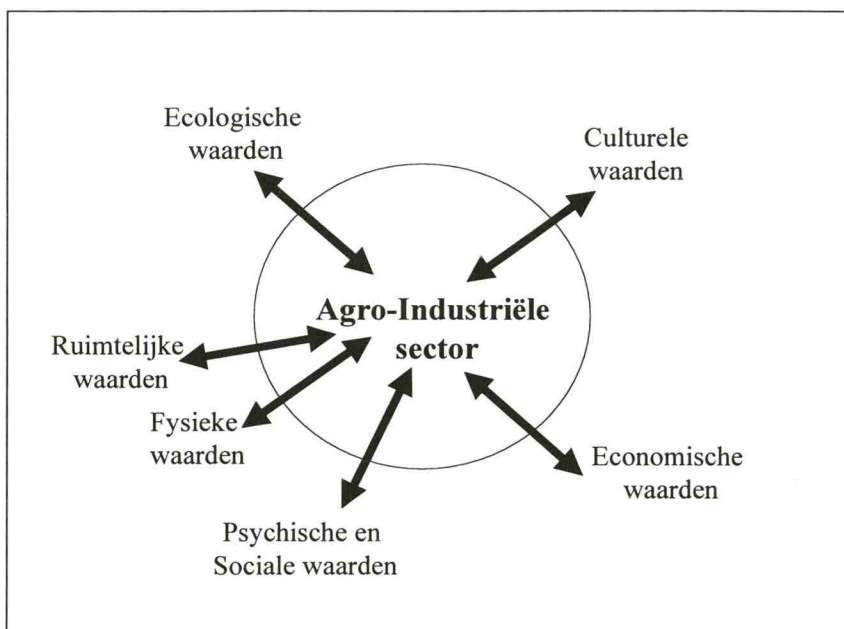 Ecologische
waarden
Culturele
waarden
Agro-Industriële
sector
Ruimtelijke
waarden
Fysieke
waarden
Economische
waarden
Psychische en
Sociale waarden